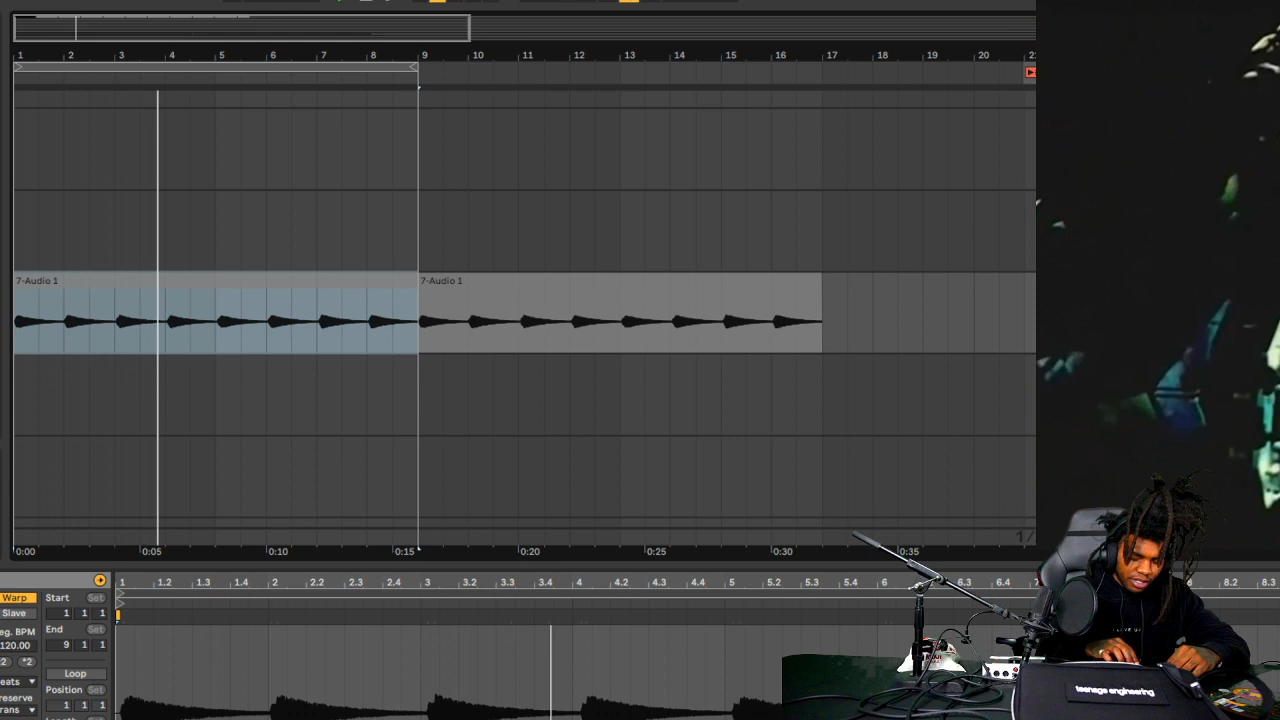 1 2 3 4 5 6 7 8 9 10 11 12 13 14 15 16 17 18 19 20
7-Audio 1 7-Audio 1
1/
0:00 0:05 0:10 0:15 0:20 0:25 0:30 0:35
1 1.2 1.3 1.4 2 2.2 2.3 2.4 3 3.2 3.3 3.4 4 4.2 4.3 4.4 5 5.2 5.3 5.4 6 6.3 6.4 8.2 8.3
Warp Start Set
Slave 1 1 1
eg. BPM End Set
120.00 9 1 1
:2 *2
Loop
eats Position Set
reserve 1 1 1
rans
teenage engineering